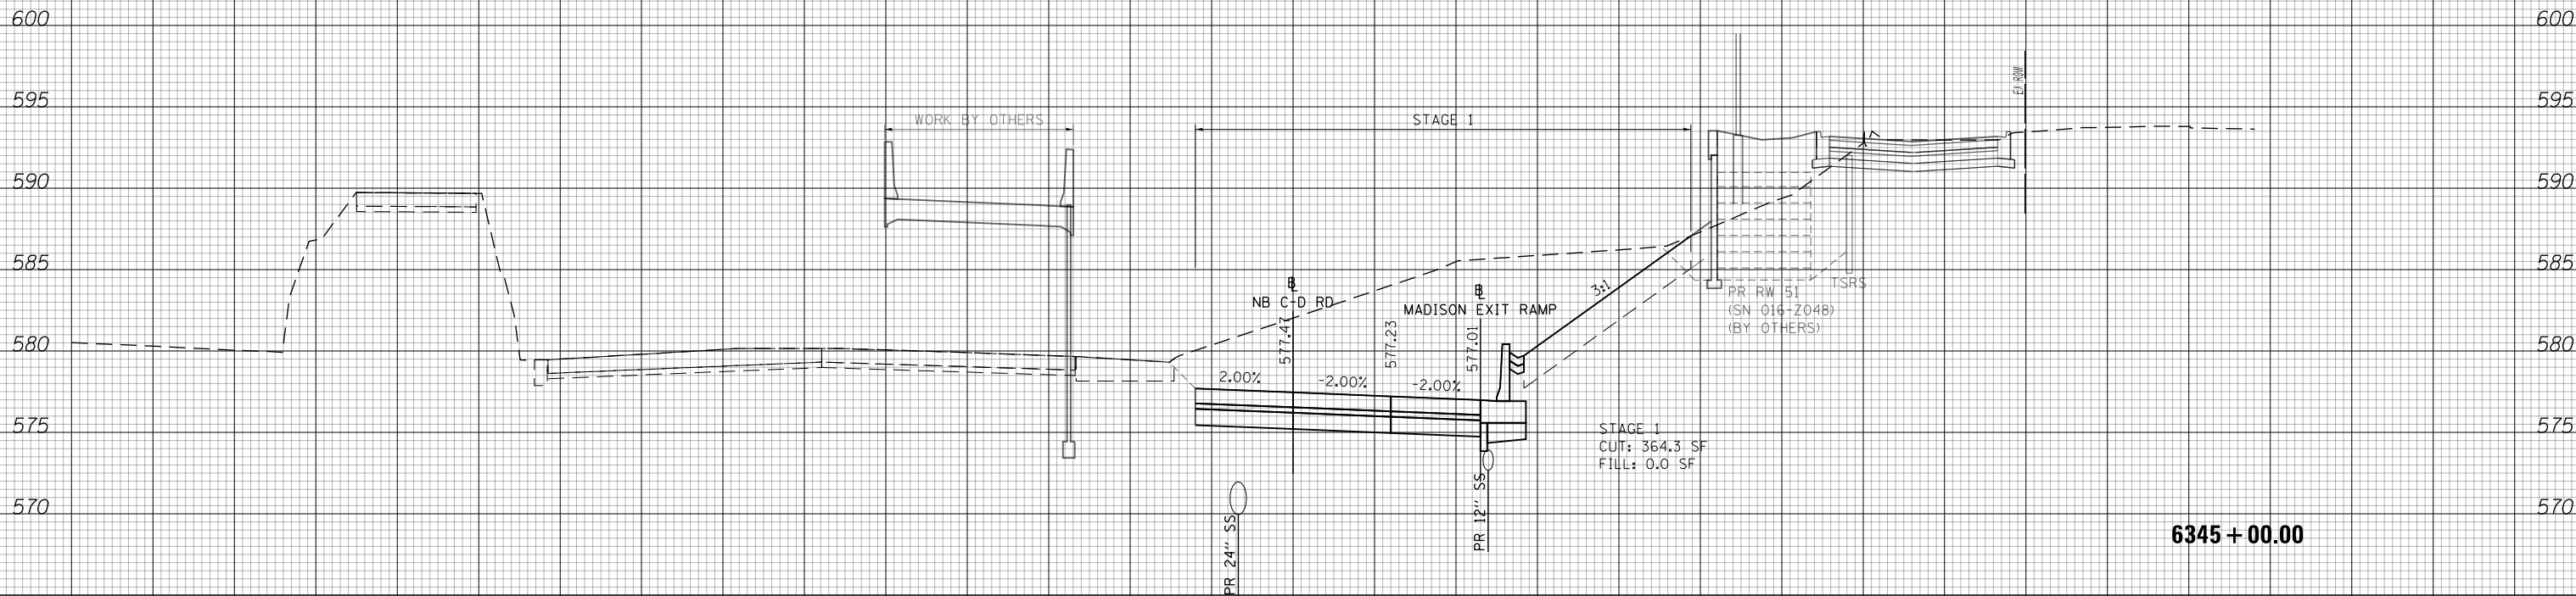 600
600
595
595
590
590
585
585
580
580
575
575
570
570
WORK BY OTHERS
STAGE 1
EX. ROW
NB C-D RD
MADISON EXIT RAMP
577.47
577.23
577.01
2.00%
-2.00%
-2.00%
3:1
PR RW 51
(SN 016-Z048)
(BY OTHERS)
TSRS
STAGE 1
CUT: 364.3 SF
FILL: 0.0 SF
PR 24" SS
PR 12" SS
6345+00.00